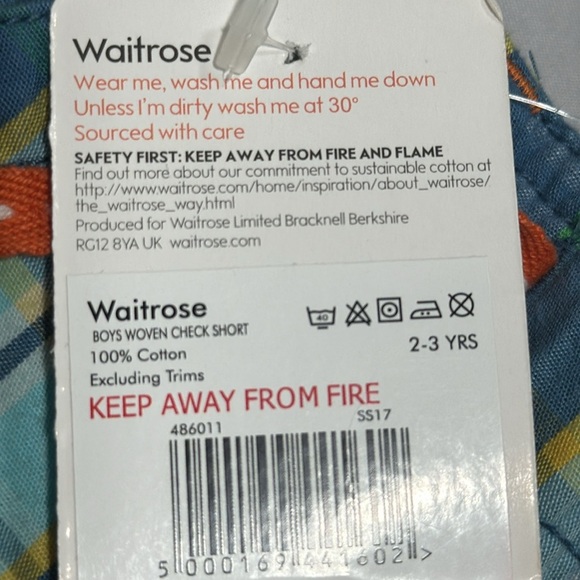 Waitrose
Wear me, wash me and hand me down
Unless I'm dirty wash me at 30°
Sourced with care
SAFETY FIRST: KEEP AWAY FROM FIRE AND FLAME
Find out more about our commitment to sustainable cotton at
http://www.waitrose.com/home/inspiration/about_waitrose/
the_waitrose_way.html
Produced for Waitrose Limited Bracknell Berkshire
RG12 8YA UK waitrose.com
Waitrose
BOYS WOVEN CHECK SHORT
40
100% Cotton
2-3 YRS
Excluding Trims
KEEP AWAY FROM FIRE
486011
SS17
5 000169 441602 >